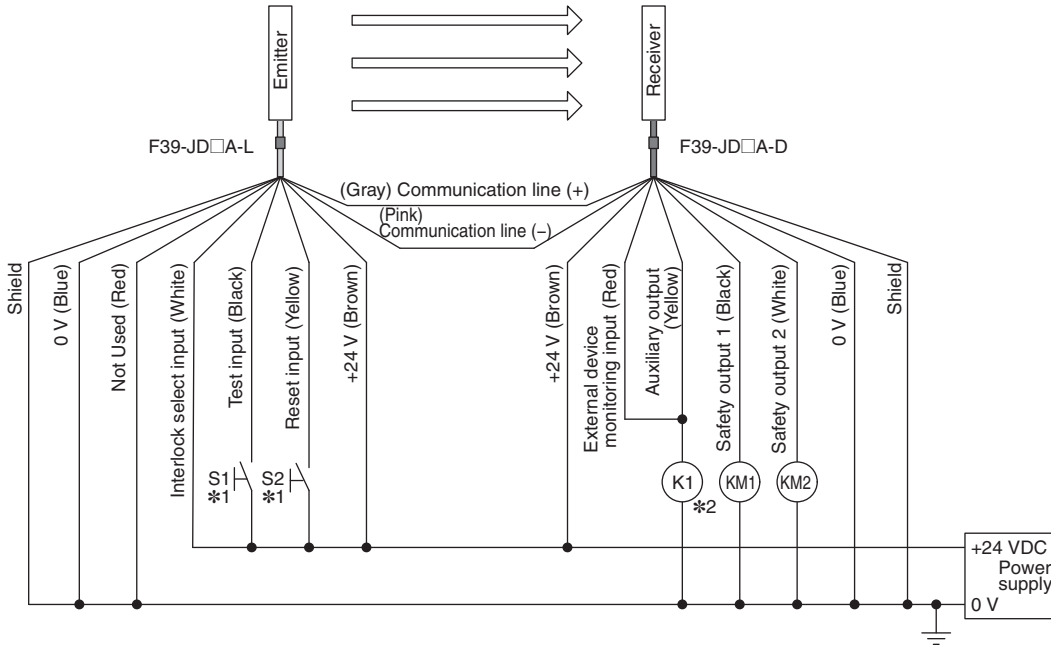 Emitter
Receiver
F39-JD□A-L
F39-JD□A-D
(Gray) Communication line (+)
(Pink)
Communication line (−)
Shield
0 V (Blue)
Not Used (Red)
Interlock select input (White)
Test input (Black)
Reset input (Yellow)
+24 V (Brown)
+24 V (Brown)
External device
monitoring input (Red)
Auxiliary output
(Yellow)
Safety output 1 (Black)
Safety output 2 (White)
0 V (Blue)
Shield
S1
*1
S2
*1
K1
*2
KM1
KM2
+24 VDC
Power
supply
0 V